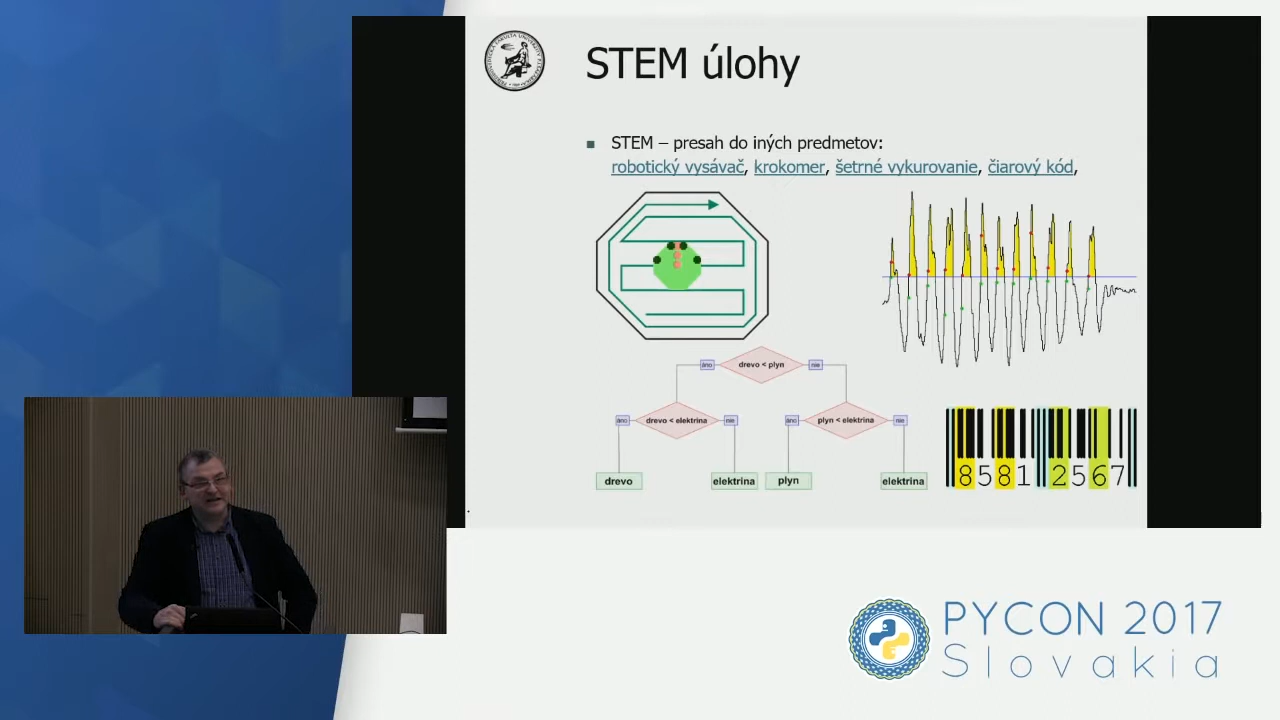 STEM úlohy
STEM – presah do iných predmetov:
robotický vysávač, krokomer, šetrné vykurovanie, čiarový kód,
áno
drevo < plyn
nie
áno
drevo < elektrina
nie
áno
plyn < elektrina
nie
drevo
elektrina
plyn
elektrina
8581 2567
PYCON 2017
Slovakia